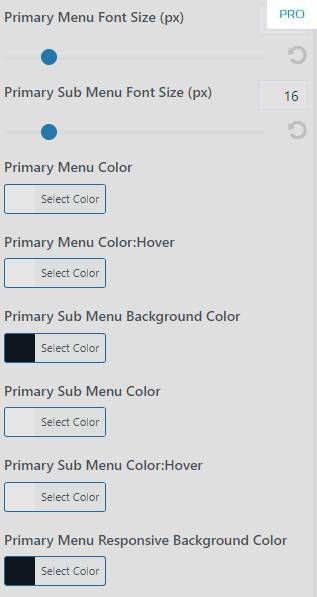 Primary Menu Font Size (px)
PRO
Primary Sub Menu Font Size (px)
16
Primary Menu Color
Select Color
Primary Menu Color:Hover
Select Color
Primary Sub Menu Background Color
Select Color
Primary Sub Menu Color
Select Color
Primary Sub Menu Color:Hover
Select Color
Primary Menu Responsive Background Color
Select Color